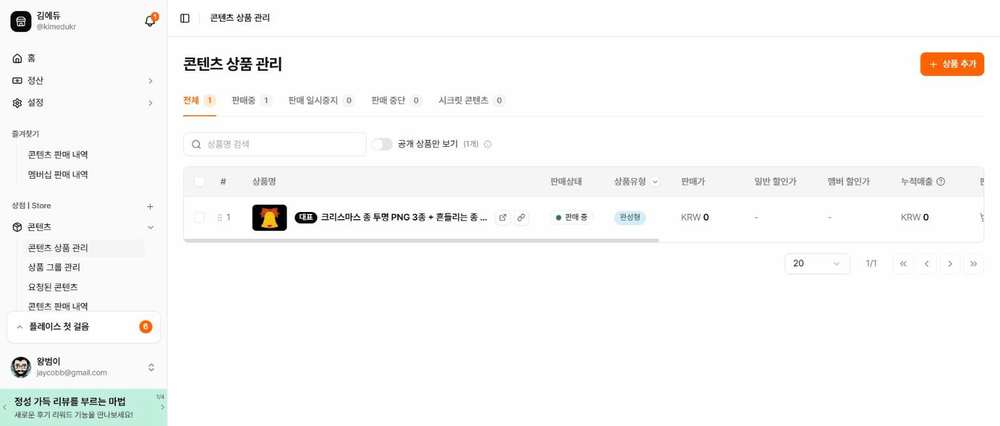 김에듀
@kimedukr
1
홈
정산
설정
즐겨찾기
콘텐츠 판매 내역
멤버십 판매 내역
상점 | Store
콘텐츠
콘텐츠 상품 관리
상품 그룹 관리
요청된 콘텐츠
콘텐츠 판매 내역
플레이스 첫 걸음 6
왕범이
jaycobb@gmail.com
정성 가득 리뷰를 부르는 마법 1/4
새로운 후기 리워드 기능을 만나보세요!
콘텐츠 상품 관리
콘텐츠 상품 관리
+ 상품 추가
전체 1 판매중 1 판매 일시중지 0 판매 중단 0 시크릿 콘텐츠 0
상품명 검색 공개 상품만 보기 (1개)
# 상품명 판매상태 상품유형 판매가 일반 할인가 멤버 할인가 누적매출
1 대표 크리스마스 종 투명 PNG 3종 + 흔들리는 종 ... 판매 중 완성형 KRW 0 - - KRW 0
20 1/1